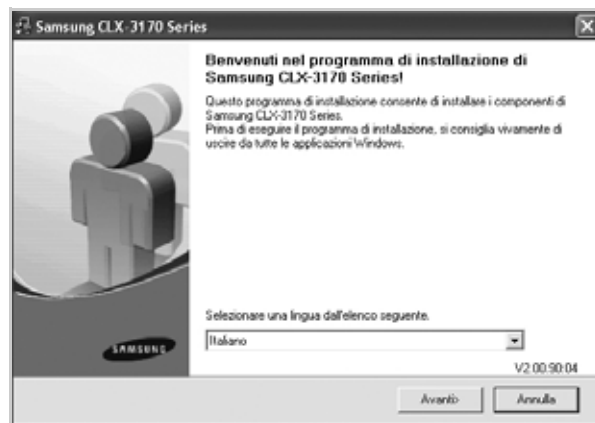 Samsung CLX-3170 Series
Benvenuti nel programma di installazione di
Samsung CLX-3170 Series!
Questo programma di installazione consente di installare i componenti di
Samsung CLX-3170 Series.
Prima di eseguire il programma di installazione, si consiglia vivamente di
uscire da tutte le applicazioni Windows.
Selezionare una lingua dall'elenco seguente.
Italiano
SAMSUNG
V2.00.90:04
Avanti>
Annulla